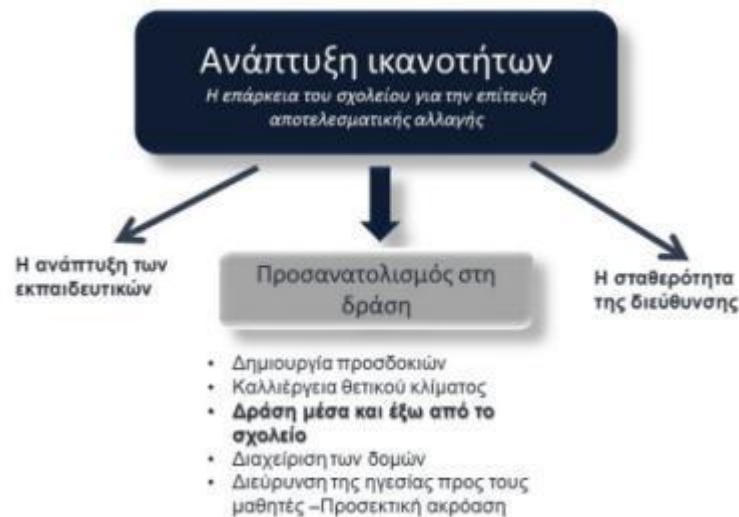 Ανάπτυξη ικανοτήτων
Η επάρκεια του σχολείου για την επίτευξη
αποτελεσματικής αλλαγής
Η ανάπτυξη των
εκπαιδευτικών
Προσανατολισμός στη
δράση
Η σταθερότητα
της διεύθυνσης
• Δημιουργία προσδοκιών
• Καλλιέργεια θετικού κλίματος
• Δράση μέσα και έξω από το
σχολείο
• Διαχείριση των δομών
• Διεύρυνση της ηγεσίας προς τους
μαθητές –Προσεκτική ακρόαση